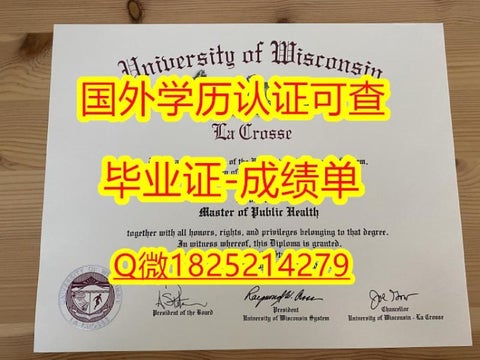 University of Wisconsin
国外学历认证可查
La Crosse
毕业证-成绩单
Master of Public Health
together with all honors, rights, and privileges belonging to that degree.
In witness whereof, this Diploma is granted.
Q微1825214279
President of the Board
President
University of Wisconsin System
Chancellor
University of Wisconsin - La Crosse